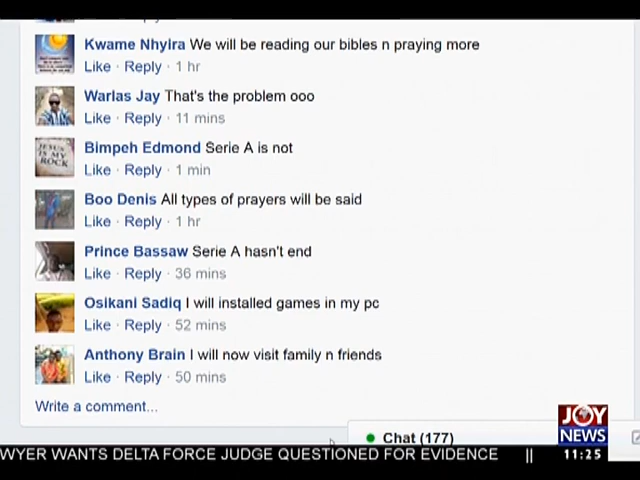 Kwame Nhyira We will be reading our bibles n praying more
Like · Reply · 1 hr
Warlas Jay That's the problem ooo
Like · Reply · 11 mins
JESUS IS MY ROCK
Bimpeh Edmond Serie A is not
Like · Reply · 1 min
Boo Denis All types of prayers will be said
Like · Reply · 1 hr
Prince Bassaw Serie A hasn't end
Like · Reply · 36 mins
Osikani Sadiq I will installed games in my pc
Like · Reply · 52 mins
Anthony Brain I will now visit family n friends
Like · Reply · 50 mins
Write a comment...
Chat (177)
JOY
NEWS
WYER WANTS DELTA FORCE JUDGE QUESTIONED FOR EVIDENCE || 11:25